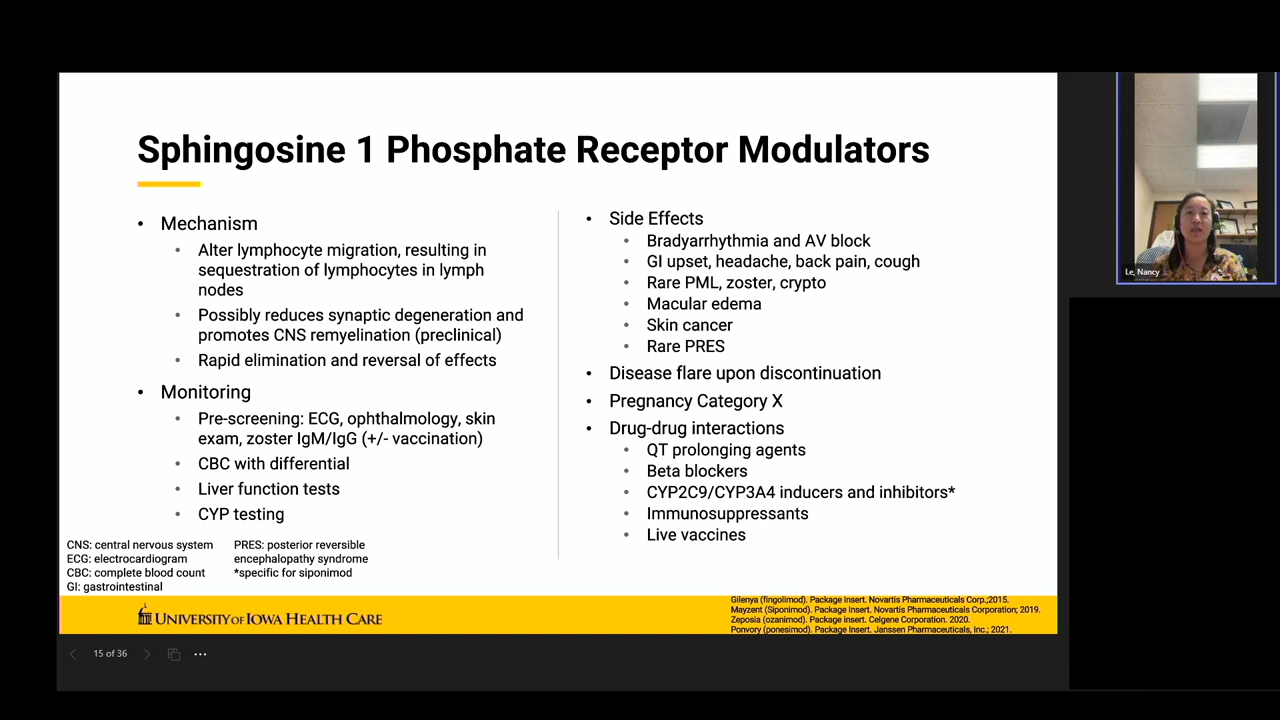 Sphingosine 1 Phosphate Receptor Modulators
• Mechanism
• Alter lymphocyte migration, resulting in
sequestration of lymphocytes in lymph
nodes
• Possibly reduces synaptic degeneration and
promotes CNS remyelination (preclinical)
• Rapid elimination and reversal of effects
• Monitoring
• Pre-screening: ECG, ophthalmology, skin
exam, zoster IgM/IgG (+/- vaccination)
• CBC with differential
• Liver function tests
• CYP testing
• Side Effects
• Bradyarrhythmia and AV block
• GI upset, headache, back pain, cough
• Rare PML, zoster, crypto
• Macular edema
• Skin cancer
• Rare PRES
• Disease flare upon discontinuation
• Pregnancy Category X
• Drug-drug interactions
• QT prolonging agents
• Beta blockers
• CYP2C9/CYP3A4 inducers and inhibitors*
• Immunosuppressants
• Live vaccines
CNS: central nervous system
ECG: electrocardiogram
CBC: complete blood count
GI: gastrointestinal
PRES: posterior reversible
encephalopathy syndrome
*specific for siponimod
UNIVERSITY OF IOWA HEALTH CARE
Gilenya (fingolimod). Package Insert. Novartis Pharmaceuticals Corp.;2015.
Mayzent (Siponimod). Package Insert. Novartis Pharmaceuticals Corporation; 2019.
Zeposia (ozanimod). Package insert. Celgene Corporation. 2020.
Ponvory (ponesimod). Package Insert. Janssen Pharmaceuticals, Inc.; 2021.
15 of 36
Le, Nancy